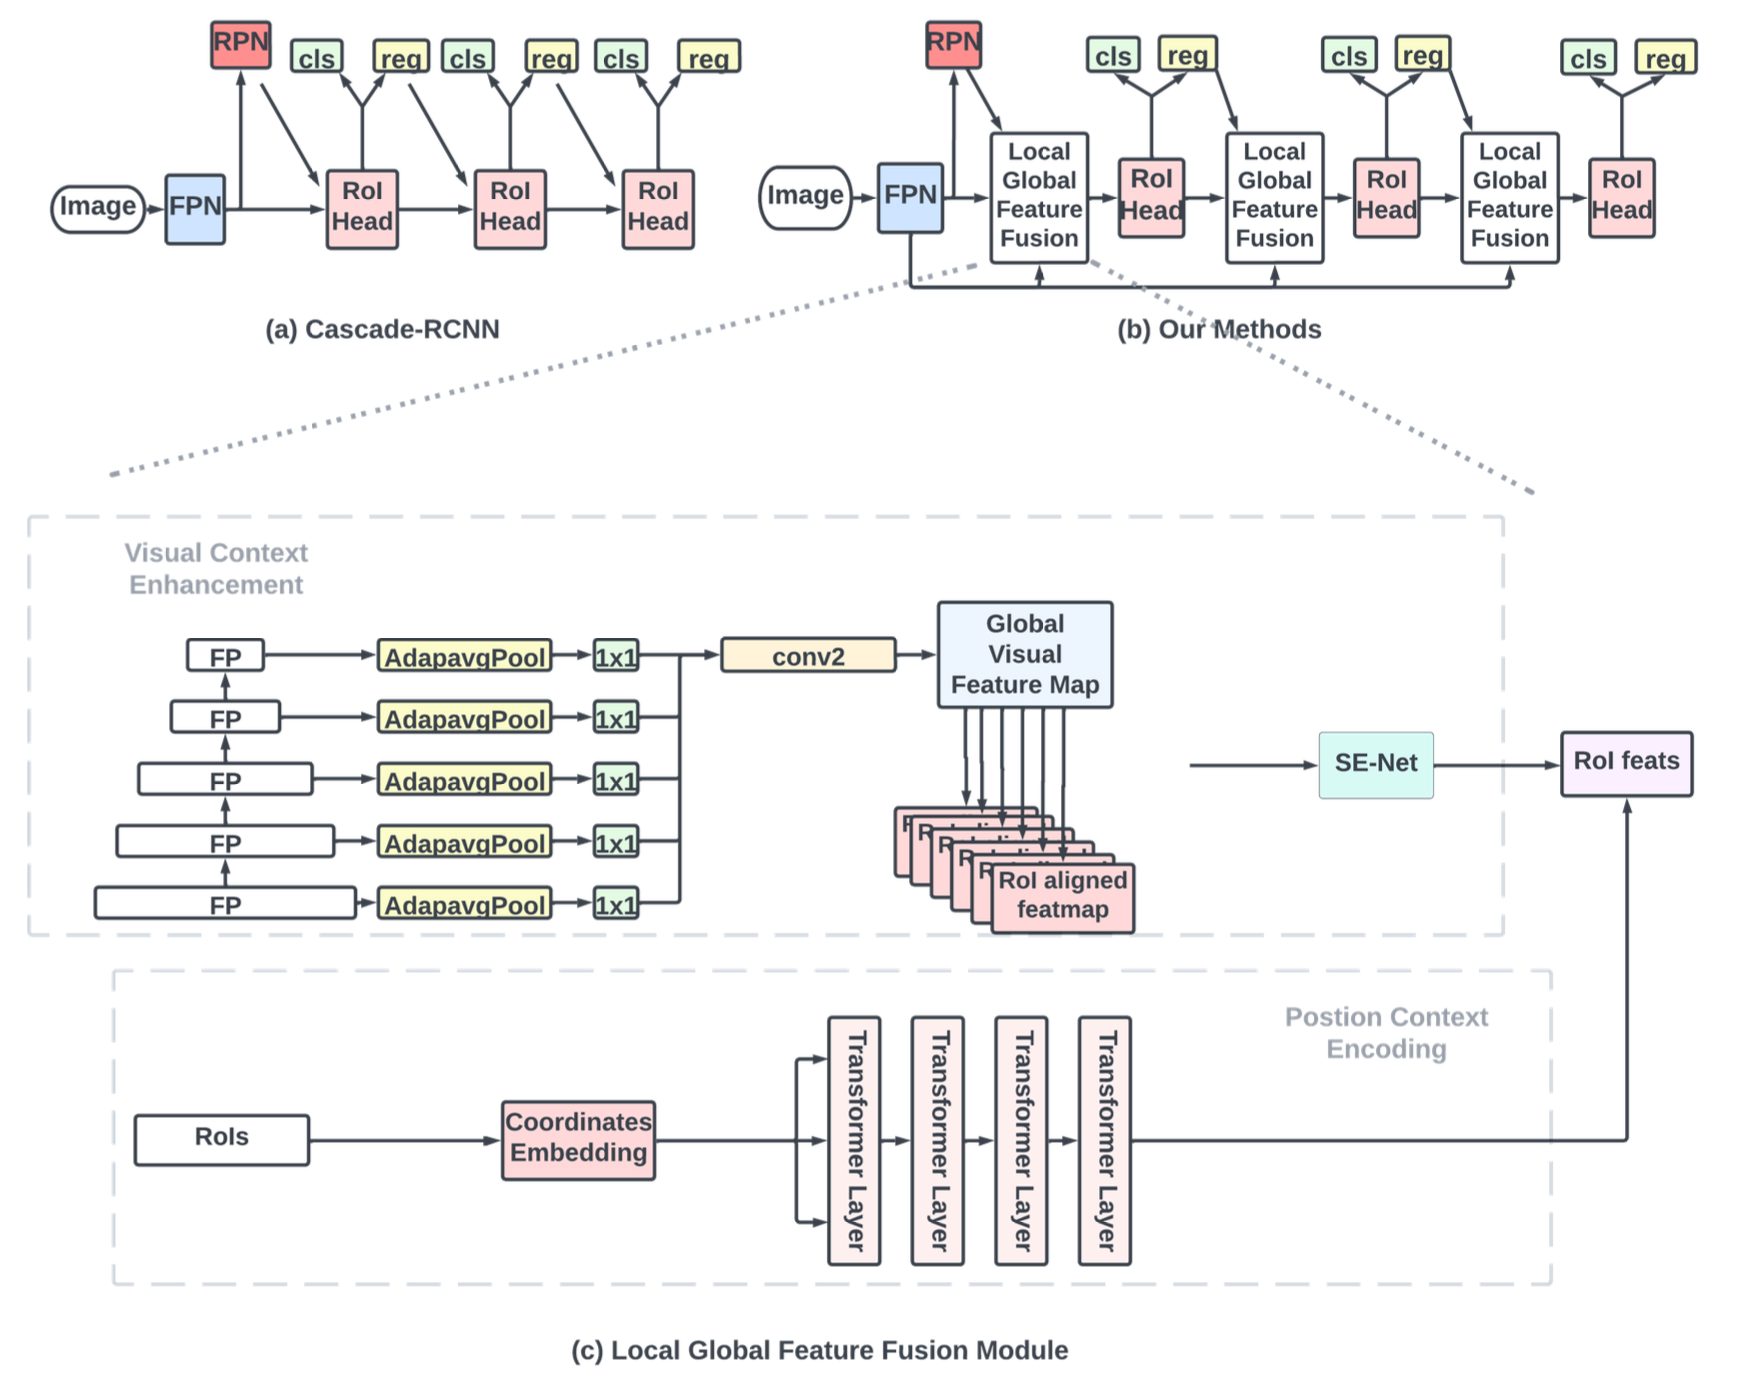 RPN
cls
reg
cls
reg
cls
reg
Image
FPN
RoI
Head
RoI
Head
RoI
Head
(a) Cascade-RCNN
RPN
cls
reg
cls
reg
cls
reg
Image
FPN
Local
Global
Feature
Fusion
RoI
Head
Local
Global
Feature
Fusion
RoI
Head
Local
Global
Feature
Fusion
RoI
Head
(b) Our Methods
Visual Context
Enhancement
FP
AdapavgPool
1x1
FP
AdapavgPool
1x1
FP
AdapavgPool
1x1
FP
AdapavgPool
1x1
FP
AdapavgPool
1x1
conv2
Global
Visual
Feature Map
RoI aligned
featmap
SE-Net
RoI feats
Postion Context
Encoding
RoIs
Coordinates
Embedding
Transformer Layer
Transformer Layer
Transformer Layer
Transformer Layer
(c) Local Global Feature Fusion Module